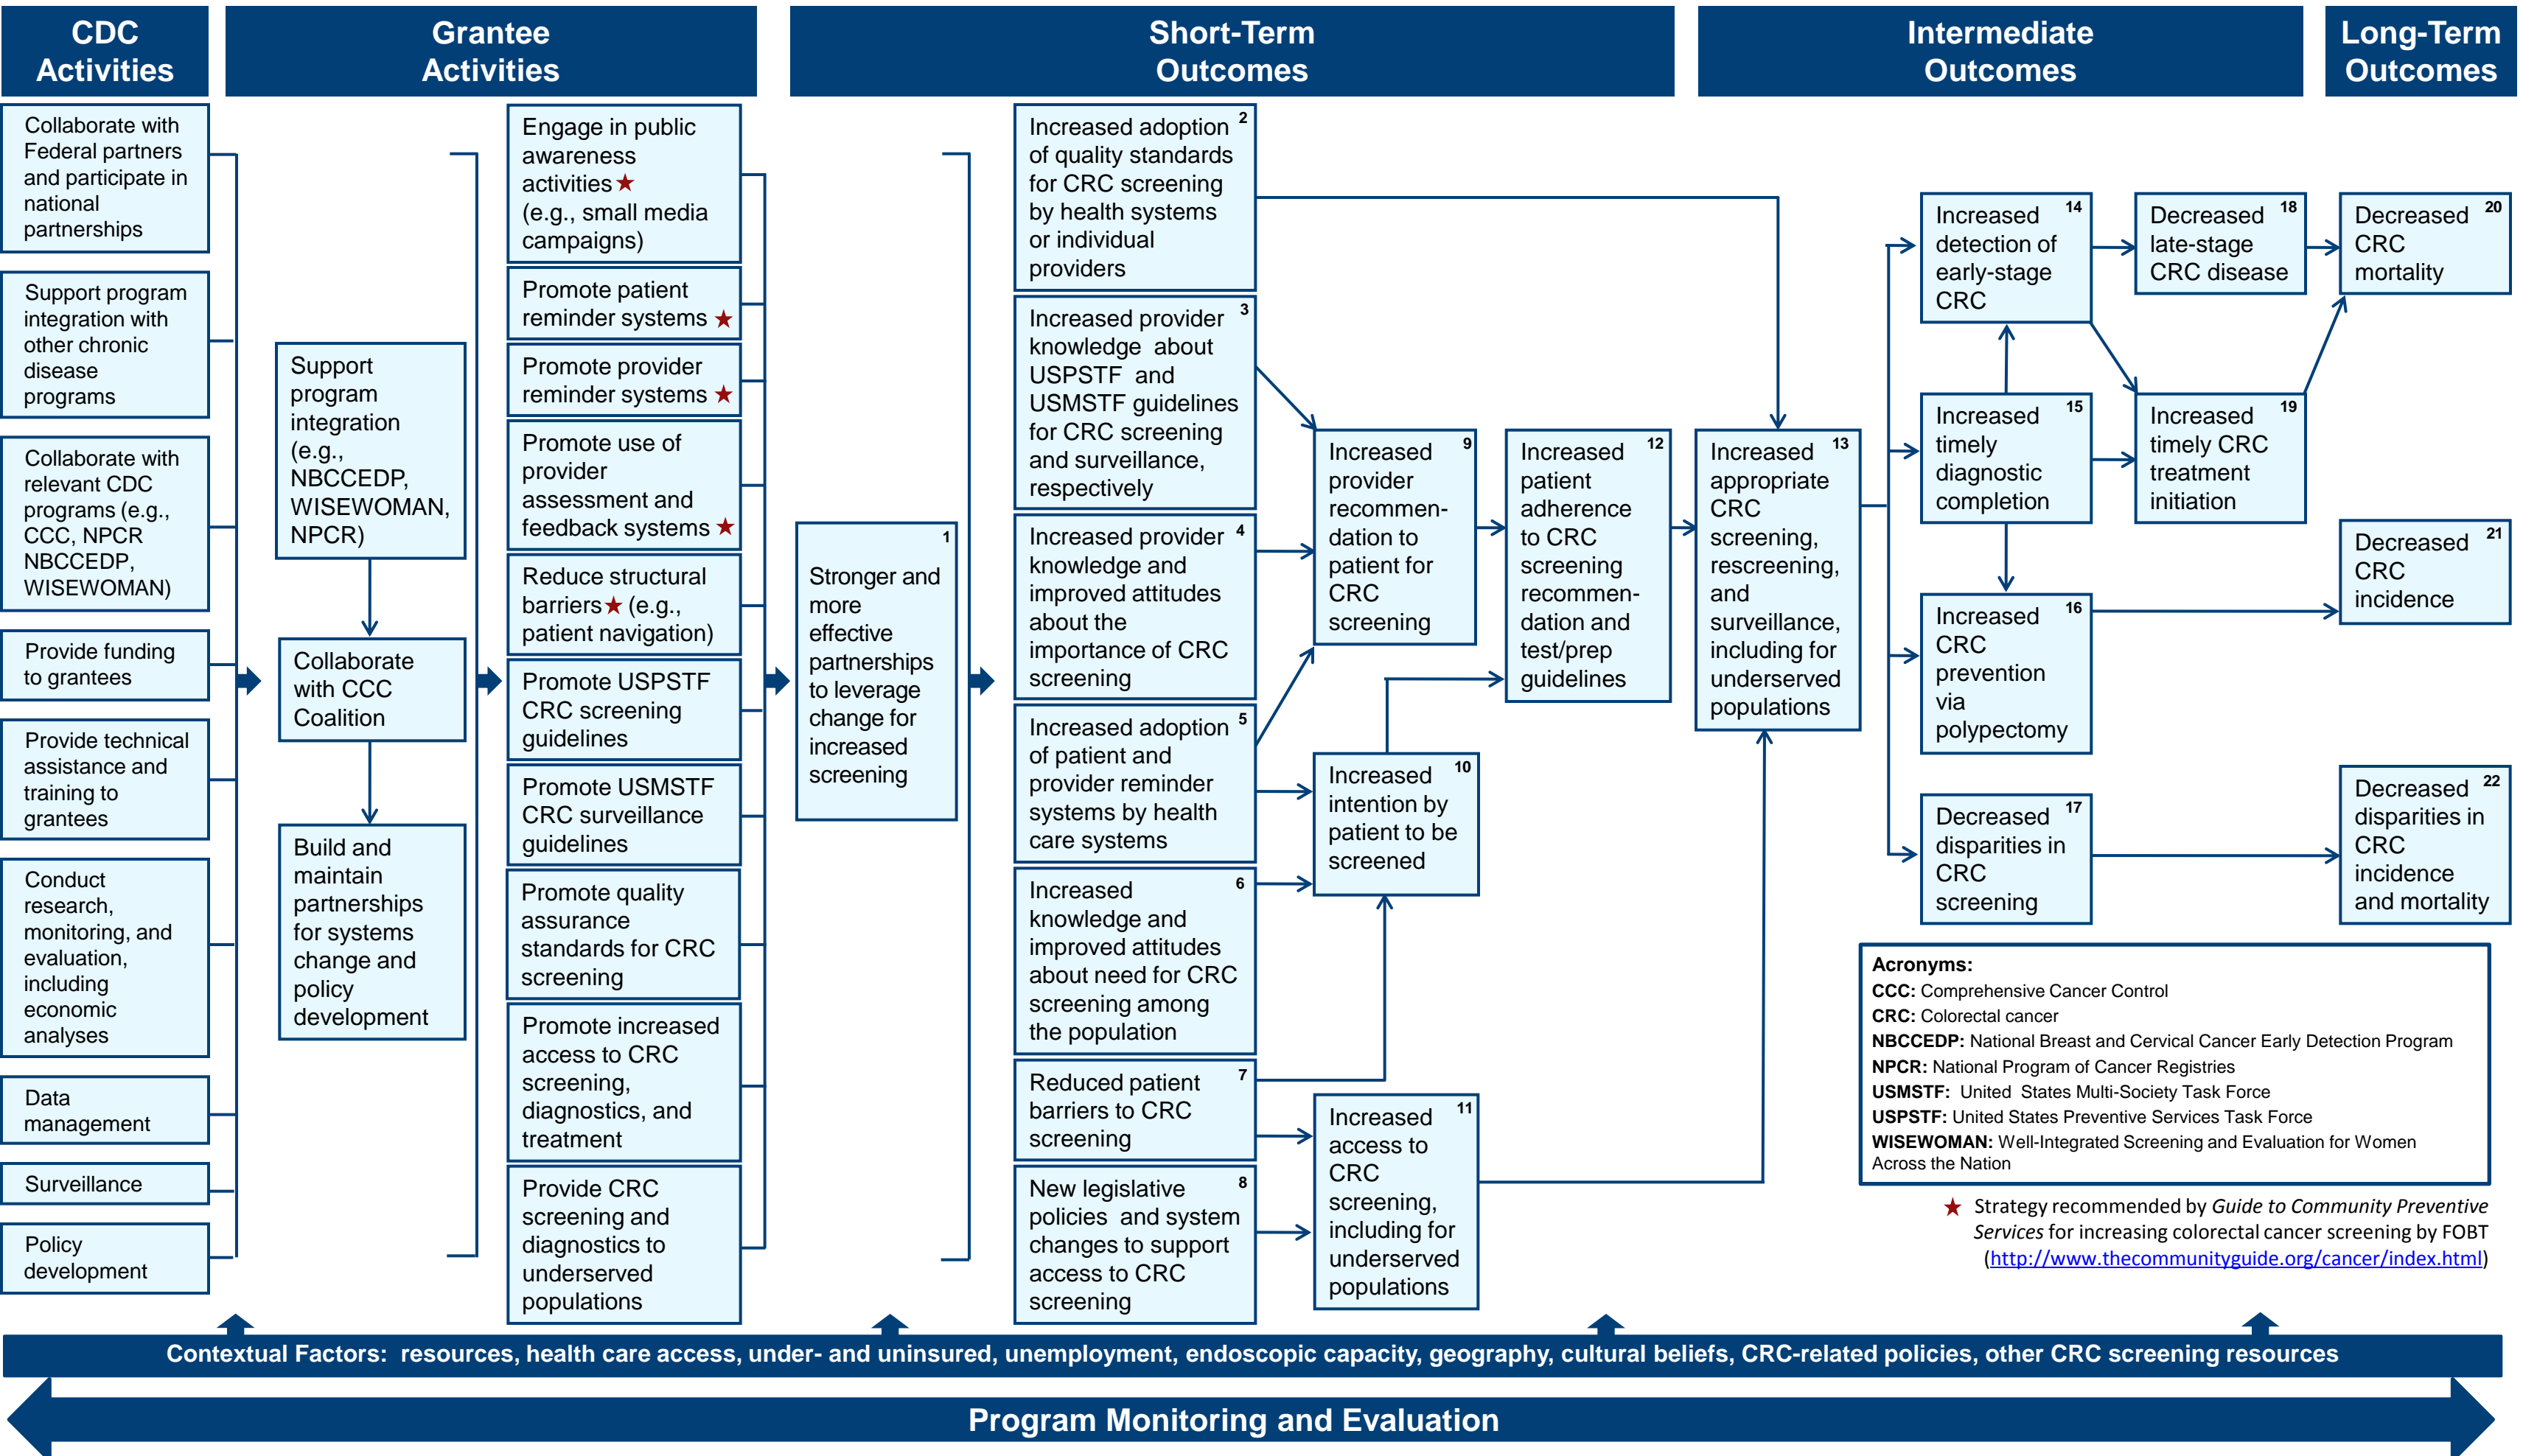 CDC
Activities
Grantee
Activities
Short-Term
Outcomes
Intermediate
Outcomes
Long-Term
Outcomes
Collaborate with
Federal partners
and participate in
national
partnerships
Support program
integration with
other chronic
disease
programs
Collaborate with
relevant CDC
programs (e.g.,
CCC, NPCR
NBCCEDP,
WISEWOMAN)
Provide funding
to grantees
Provide technical
assistance and
training to
grantees
Conduct
research,
monitoring, and
evaluation,
including
economic
analyses
Data
management
Surveillance
Policy
development
Support
program
integration
(e.g.,
NBCCEDP,
WISEWOMAN,
NPCR)
Collaborate
with CCC
Coalition
Build and
maintain
partnerships
for systems
change and
policy
development
Engage in public
awareness
activities ★
(e.g., small media
campaigns)
Promote patient
reminder systems ★
Promote provider
reminder systems ★
Promote use of
provider
assessment and
feedback systems ★
Reduce structural
barriers ★ (e.g.,
patient navigation)
Promote USPSTF
CRC screening
guidelines
Promote USMSTF
CRC surveillance
guidelines
Promote quality
assurance
standards for CRC
screening
Promote increased
access to CRC
screening,
diagnostics, and
treatment
Provide CRC
screening and
diagnostics to
underserved
populations
1
Stronger and
more
effective
partnerships
to leverage
change for
increased
screening
Increased adoption 2
of quality standards
for CRC screening
by health systems
or individual
providers
Increased provider 3
knowledge about
USPSTF and
USMSTF guidelines
for CRC screening
and surveillance,
respectively
Increased provider 4
knowledge and
improved attitudes
about the
importance of CRC
screening
Increased adoption 5
of patient and
provider reminder
systems by health
care systems
Increased 6
knowledge and
improved attitudes
about need for CRC
screening among
the population
Reduced patient 7
barriers to CRC
screening
New legislative 8
policies and system
changes to support
access to CRC
screening
Increased 9
provider
recommen-
dation to
patient for
CRC
screening
Increased 10
intention by
patient to be
screened
Increased 11
access to
CRC
screening,
including for
underserved
populations
Increased 12
patient
adherence
to CRC
screening
recommen-
dation and
test/prep
guidelines
Increased 13
appropriate
CRC
screening,
rescreening,
and
surveillance,
including for
underserved
populations
Increased 14
detection of
early-stage
CRC
Increased 15
timely
diagnostic
completion
Increased 16
CRC
prevention
via
polypectomy
Decreased 17
disparities in
CRC
screening
Decreased 18
late-stage
CRC disease
Increased 19
timely CRC
treatment
initiation
Decreased 20
CRC
mortality
Decreased 21
CRC
incidence
Decreased 22
disparities in
CRC
incidence
and mortality
Acronyms:
CCC: Comprehensive Cancer Control
CRC: Colorectal cancer
NBCCEDP: National Breast and Cervical Cancer Early Detection Program
NPCR: National Program of Cancer Registries
USMSTF: United States Multi-Society Task Force
USPSTF: United States Preventive Services Task Force
WISEWOMAN: Well-Integrated Screening and Evaluation for Women
Across the Nation
★ Strategy recommended by Guide to Community Preventive
Services for increasing colorectal cancer screening by FOBT
(http://www.thecommunityguide.org/cancer/index.html)
Contextual Factors: resources, health care access, under- and uninsured, unemployment, endoscopic capacity, geography, cultural beliefs, CRC-related policies, other CRC screening resources
Program Monitoring and Evaluation